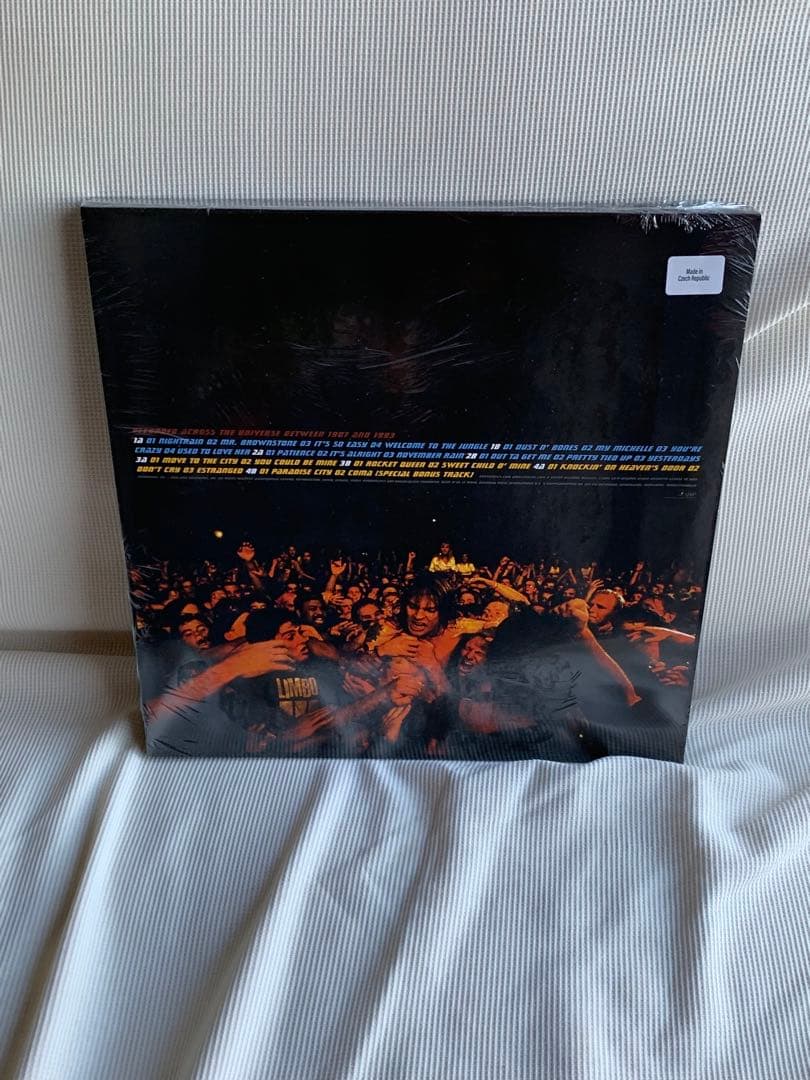 Made in
Czech Republic
RECORDED ACROSS THE UNIVERSE BETWEEN 1987 AND 1993
1A 01 NIGHTRAIN 02 MR. BROWNSTONE 03 IT'S SO EASY 04 WELCOME TO THE JUNGLE 1B 01 DUST N' BONES 02 MY MICHELLE 03 YOU'RE
CRAZY 04 USED TO LOVE HER 2A 01 PATIENCE 02 IT'S ALRIGHT 03 NOVEMBER RAIN 2B 01 OUT TA GET ME 02 PRETTY TIED UP 03 YESTERDAYS
3A 01 MOVE TO THE CITY 02 YOU COULD BE MINE 3B 01 ROCKET QUEEN 02 SWEET CHILD O' MINE 4A 01 KNOCKIN' ON HEAVEN'S DOOR 02
DON'T CRY 03 ESTRANGED 4B 01 PARADISE CITY 02 COMA (SPECIAL BONUS TRACK)
LIMBO